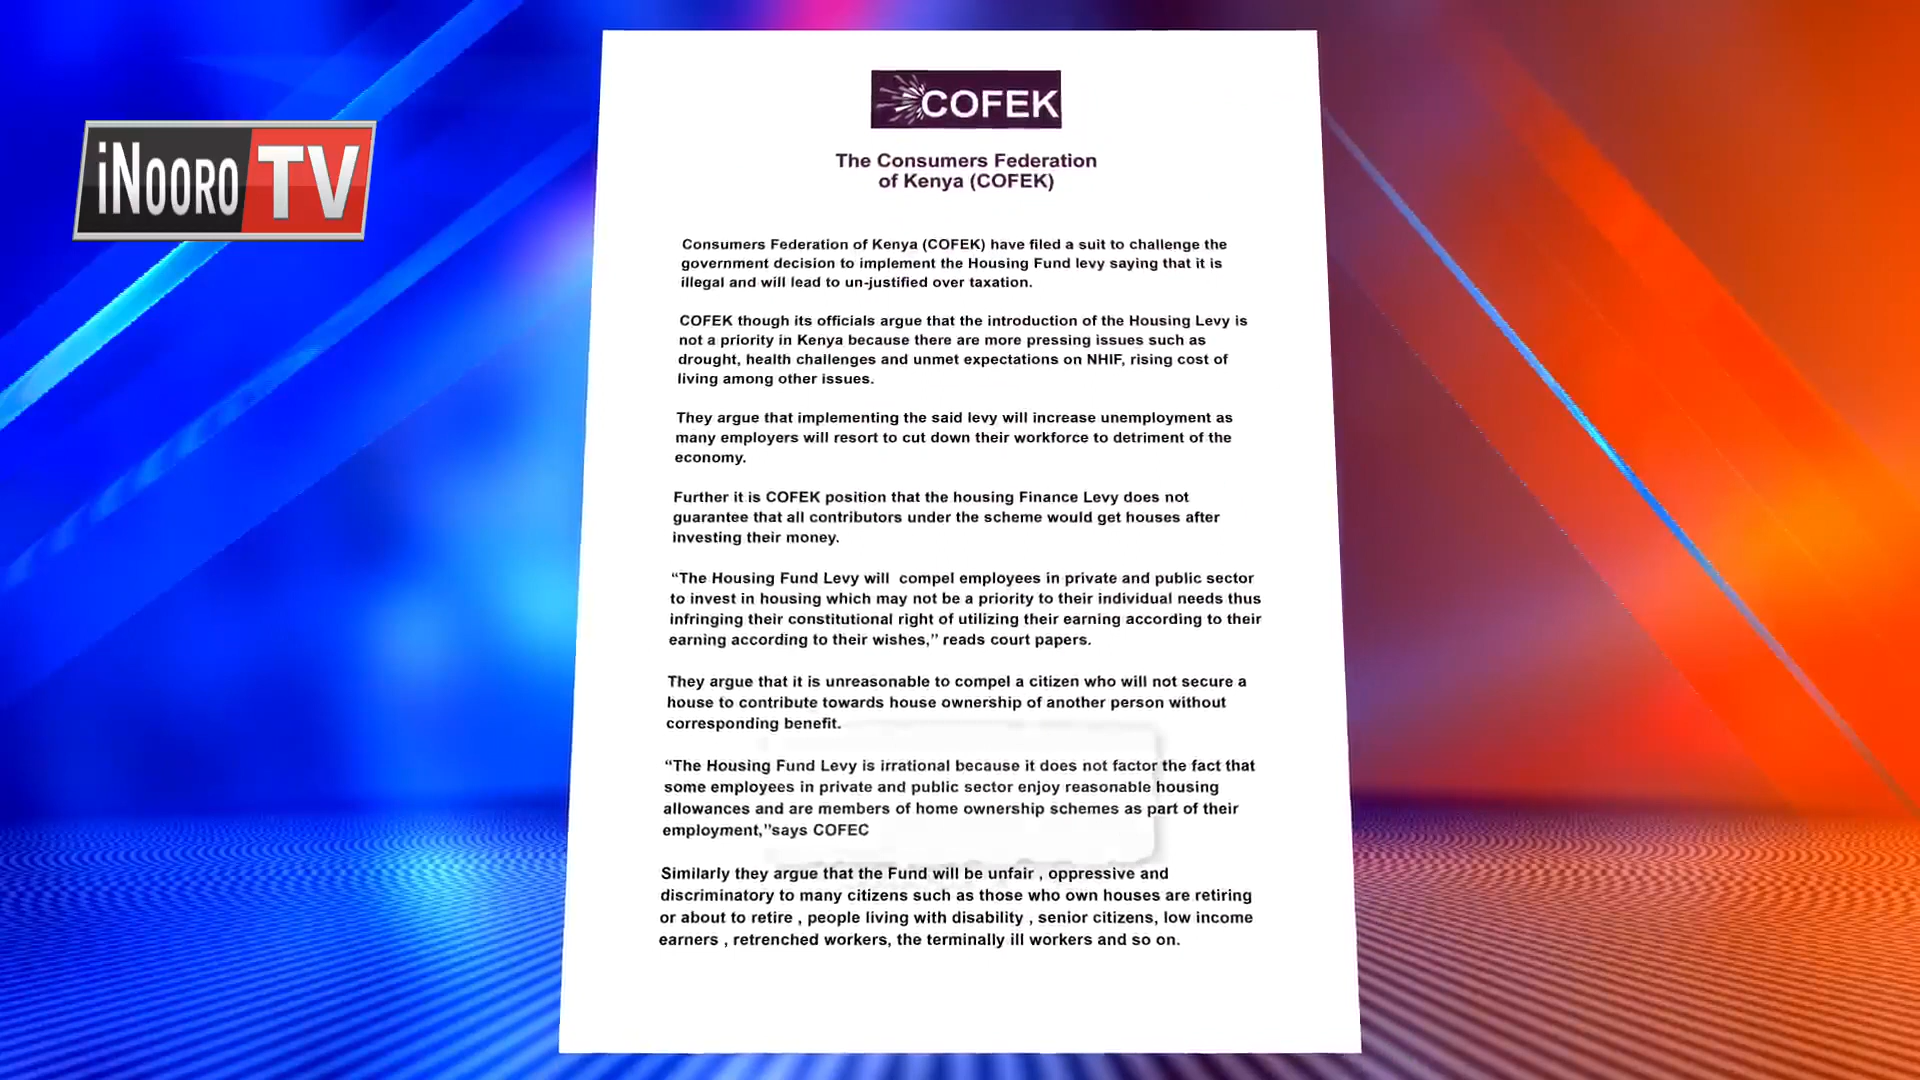 iNOORO TV
COFEK
The Consumers Federation
of Kenya (COFEK)
Consumers Federation of Kenya (COFEK) have filed a suit to challenge the
government decision to implement the Housing Fund levy saying that it is
illegal and will lead to un-justified over taxation.
COFEK though its officials argue that the introduction of the Housing Levy is
not a priority in Kenya because there are more pressing issues such as
drought, health challenges and unmet expectations on NHIF, rising cost of
living among other issues.
They argue that implementing the said levy will increase unemployment as
many employers will resort to cut down their workforce to detriment of the
economy.
Further it is COFEK position that the housing Finance Levy does not
guarantee that all contributors under the scheme would get houses after
investing their money.
“The Housing Fund Levy will  compel employees in private and public sector
to invest in housing which may not be a priority to their individual needs thus
infringing their constitutional right of utilizing their earning according to their
earning according to their wishes,” reads court papers.
They argue that it is unreasonable to compel a citizen who will not secure a
house to contribute towards house ownership of another person without
corresponding benefit.
“The Housing Fund Levy is irrational because it does not factor the fact that
some employees in private and public sector enjoy reasonable housing
allowances and are members of home ownership schemes as part of their
employment,”says COFEC
Similarly they argue that the Fund will be unfair , oppressive and
discriminatory to many citizens such as those who own houses are retiring
or about to retire , people living with disability , senior citizens, low income
earners , retrenched workers, the terminally ill workers and so on.